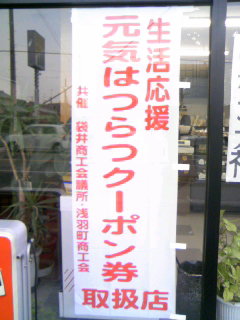 生活応援
元気はつらつクーポン券
共催　袋井商工会議所・浅羽町商工会
取扱店